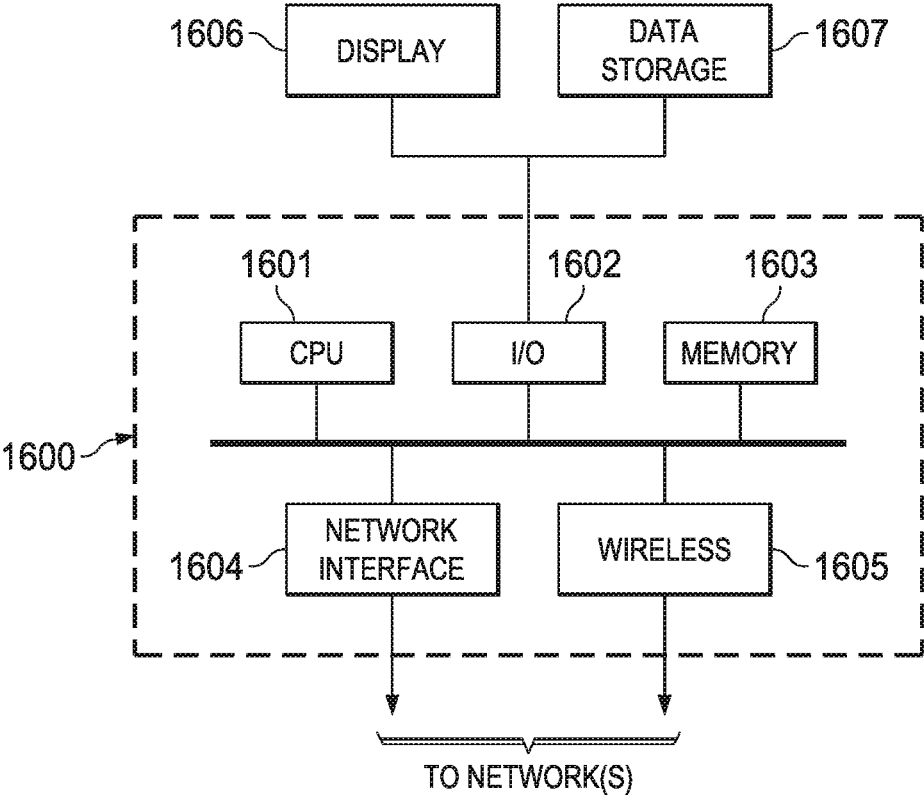 1606
DISPLAY
DATA
STORAGE
1607
1601
1602
1603
CPU
I/O
MEMORY
1600
1604
NETWORK
INTERFACE
WIRELESS
1605
TO NETWORK(S)